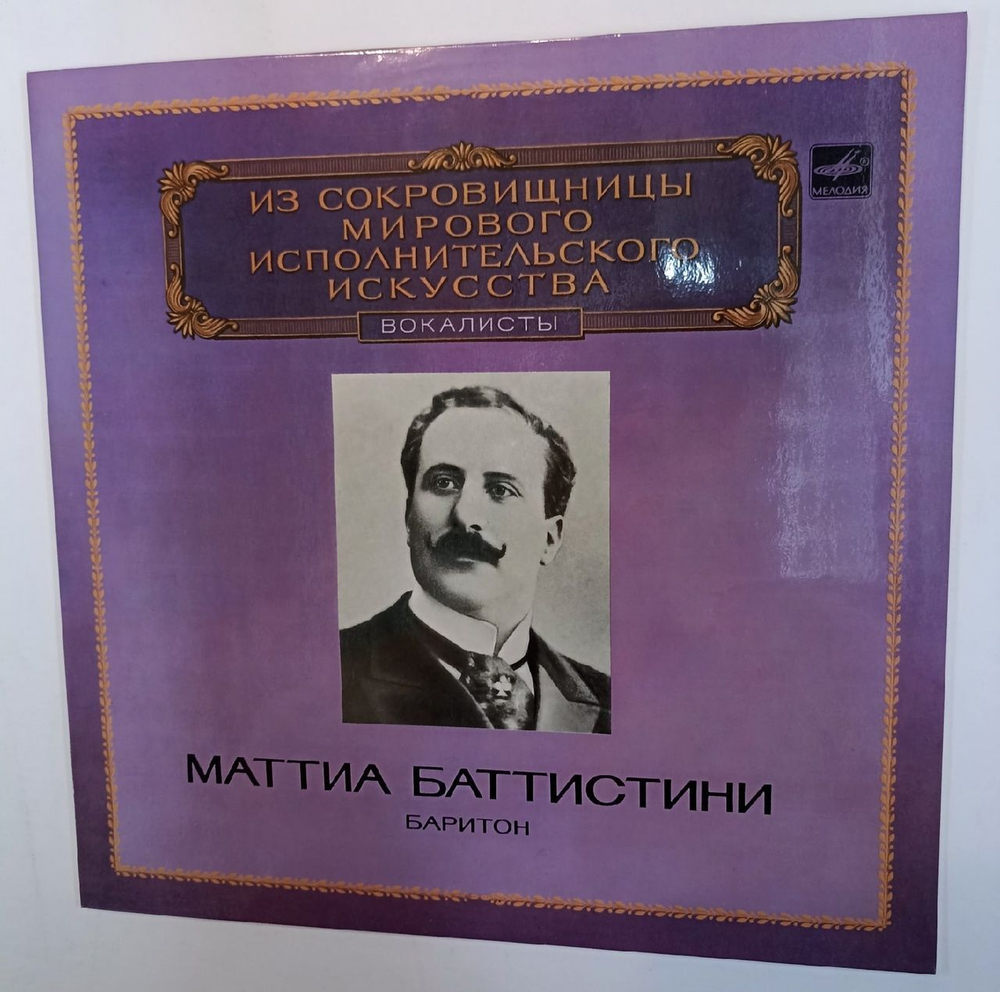 ИЗ СОКРОВИЩНИЦЫ
МИРОВОГО
ИСПОЛНИТЕЛЬСКОГО
ИСКУССТВА
ВОКАЛИСТЫ
®
МЕЛОДИЯ
МАТТИА БАТТИСТИНИ
БАРИТОН